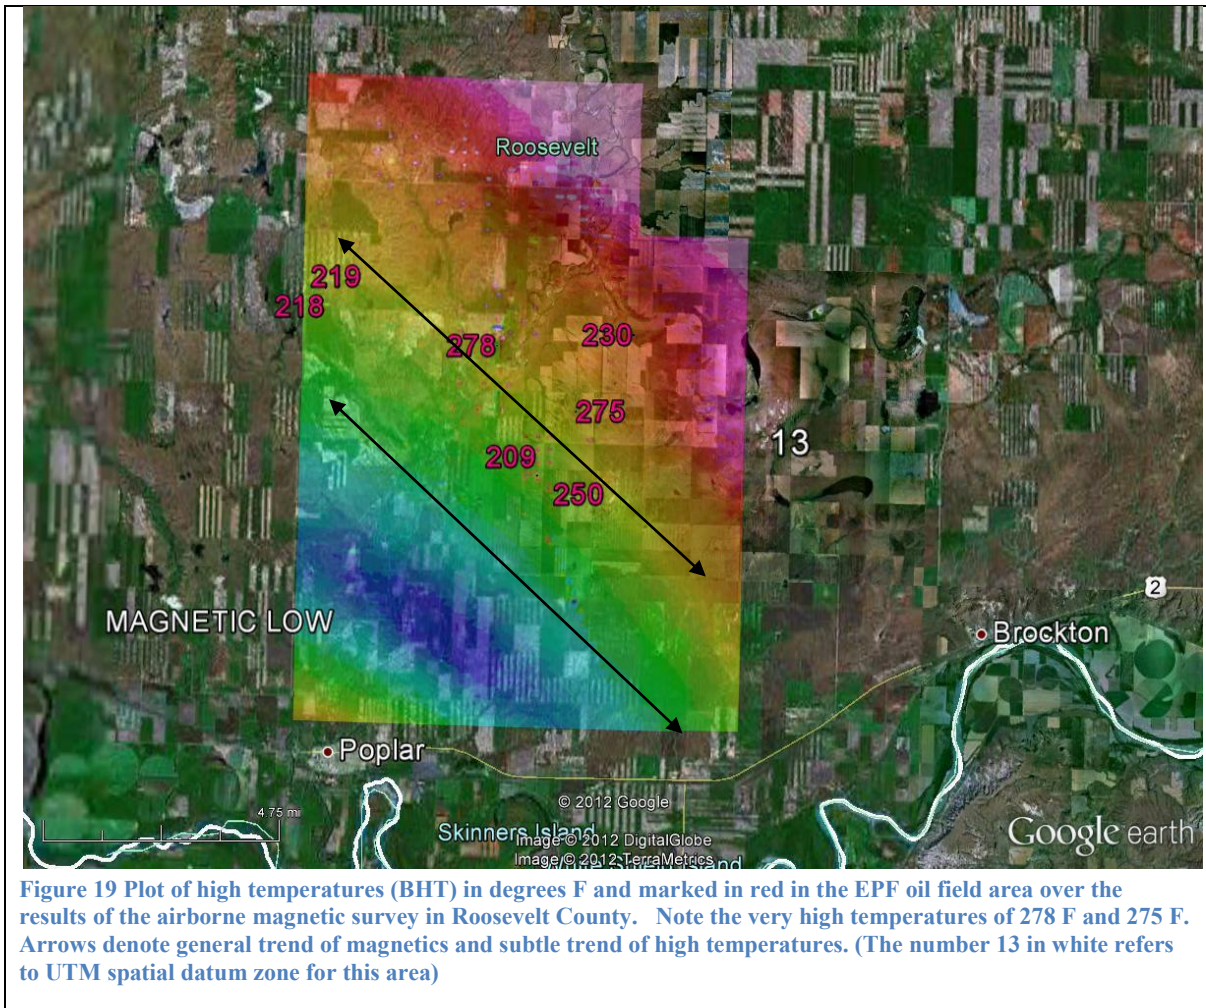 Roosevelt
219
218
278
230
275
209
13
250
2
MAGNETIC LOW
Brockton
Poplar
© 2012 Google
4.75 mi
Skinners Island
Image © 2012 DigitalGlobe
Image © 2012 TerraMetrics
Island
Google earth
Figure 19 Plot of high temperatures (BHT) in degrees F and marked in red in the EPF oil field area over the
results of the airborne magnetic survey in Roosevelt County. Note the very high temperatures of 278 F and 275 F.
Arrows denote general trend of magnetics and subtle trend of high temperatures. (The number 13 in white refers
to UTM spatial datum zone for this area)